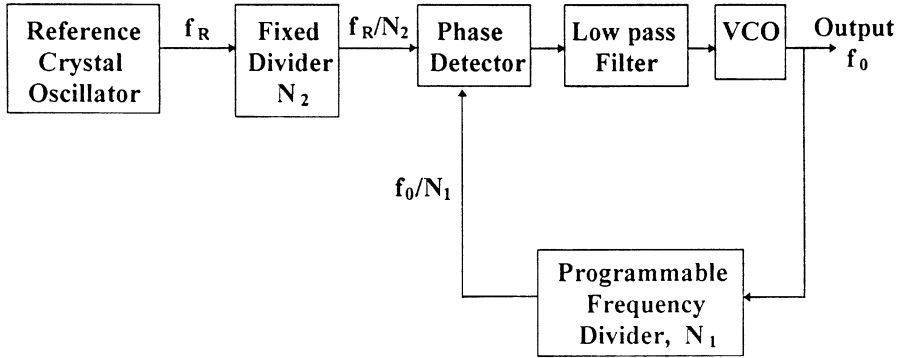 Reference
Crystal
Oscillator
f_R
Fixed
Divider
N_2
f_R/N_2
Phase
Detector
Low pass
Filter
VCO
Output
f_0
f_0/N_1
Programmable
Frequency
Divider, N_1